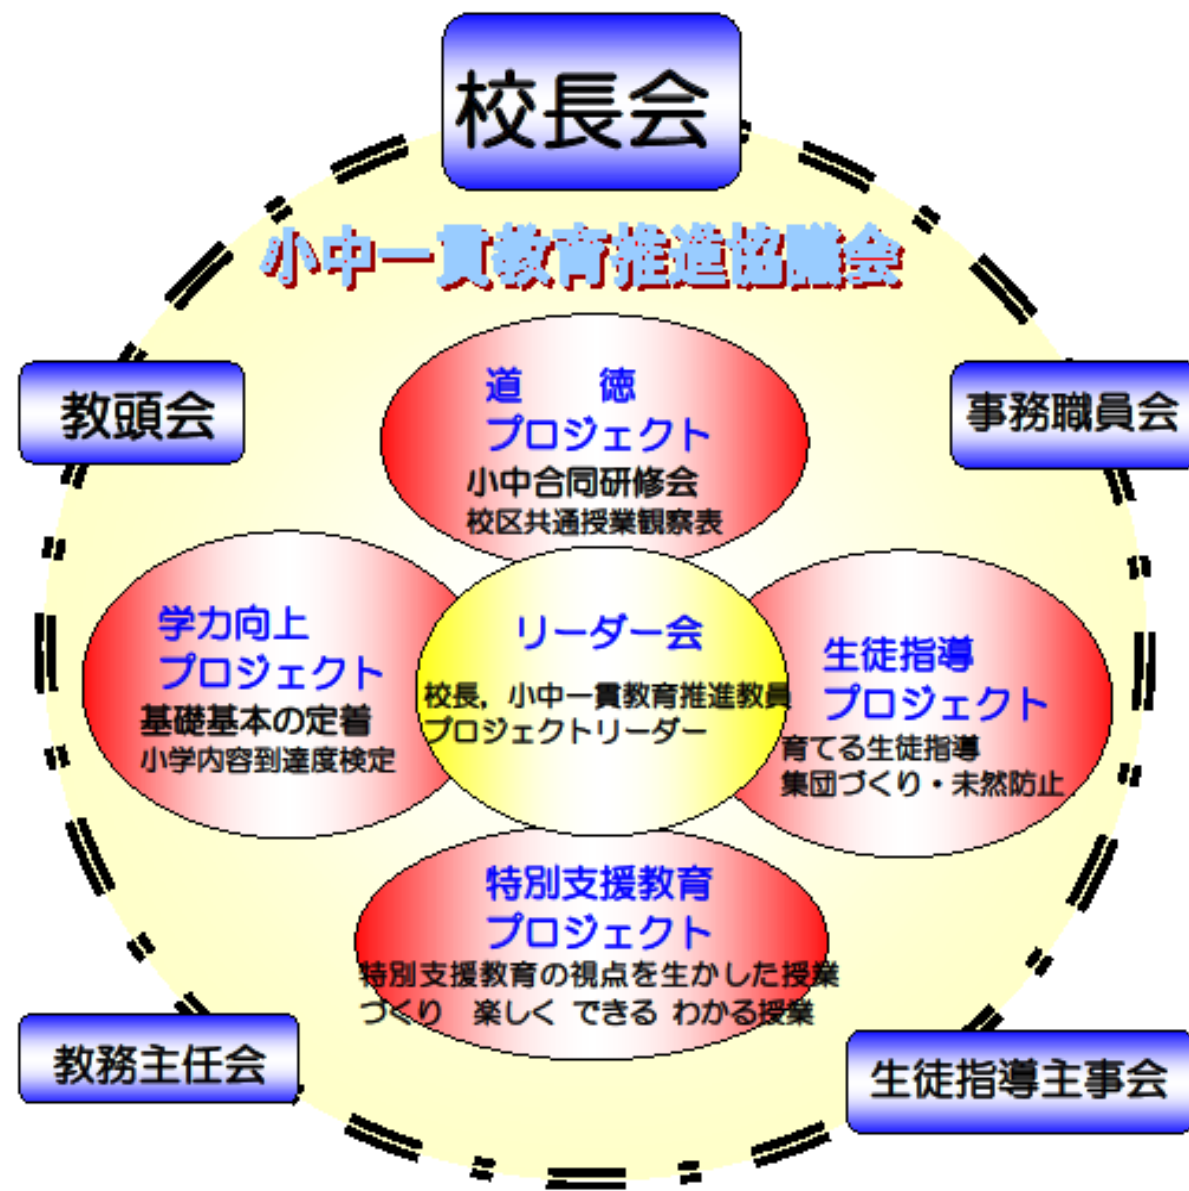 校長会
小中一貫教育推進協議会
教頭会
事務職員会
道　徳
プロジェクト
小中合同研修会
校区共通授業観察表
学力向上
プロジェクト
基礎基本の定着
小学内容到達度検定
リーダー会
校長，小中一貫教育推進教員
プロジェクトリーダー
生徒指導
プロジェクト
育てる生徒指導
集団づくり・未然防止
特別支援教育
プロジェクト
特別支援教育の視点を生かした授業
づくり　楽しく できる わかる授業
教務主任会
生徒指導主事会